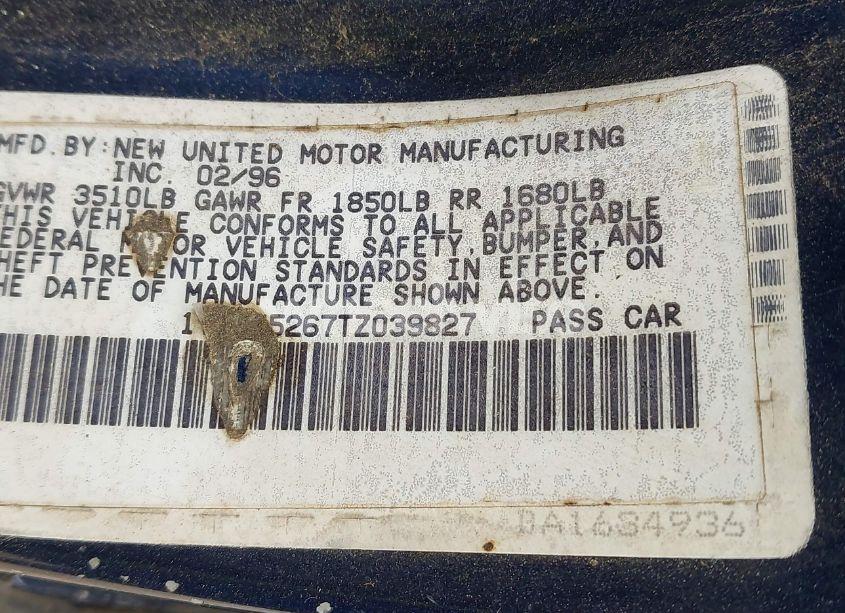 MFD. BY: NEW UNITED MOTOR MANUFACTURING
INC. 02/96
GVWR 3510LB GAWR FR 1850LB RR 1680LB
THIS VEHICLE CONFORMS TO ALL APPLICABLE
FEDERAL MOTOR VEHICLE SAFETY, BUMPER, AND
THEFT PREVENTION STANDARDS IN EFFECT ON
THE DATE OF MANUFACTURE SHOWN ABOVE.
5267TZ039827 PASS CAR
BA1684936